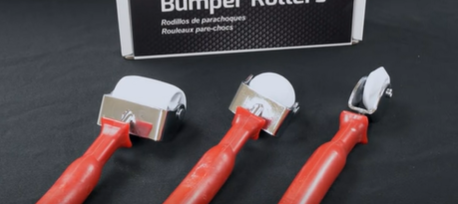 Bumper Rollers
Rodillos de parachoques
Rouleaux pare-chocs